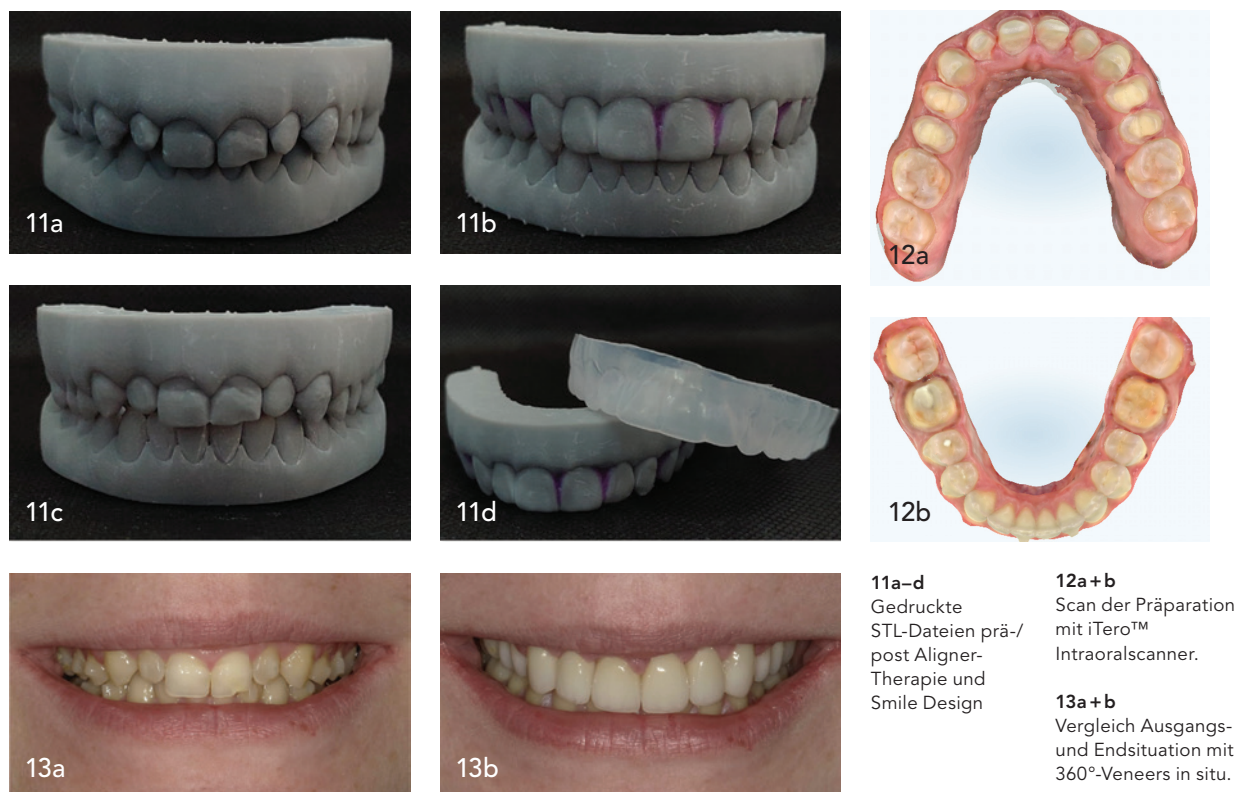 11a
11b
12a
11c
11d
12b
13a
13b
11a–d
Gedruckte
STL-Dateien prä-/
post Aligner-
Therapie und
Smile Design
12a+b
Scan der Präparation
mit iTero™
Intraoralscanner.
13a+b
Vergleich Ausgangs-
und Endsituation mit
360°-Veneers in situ.